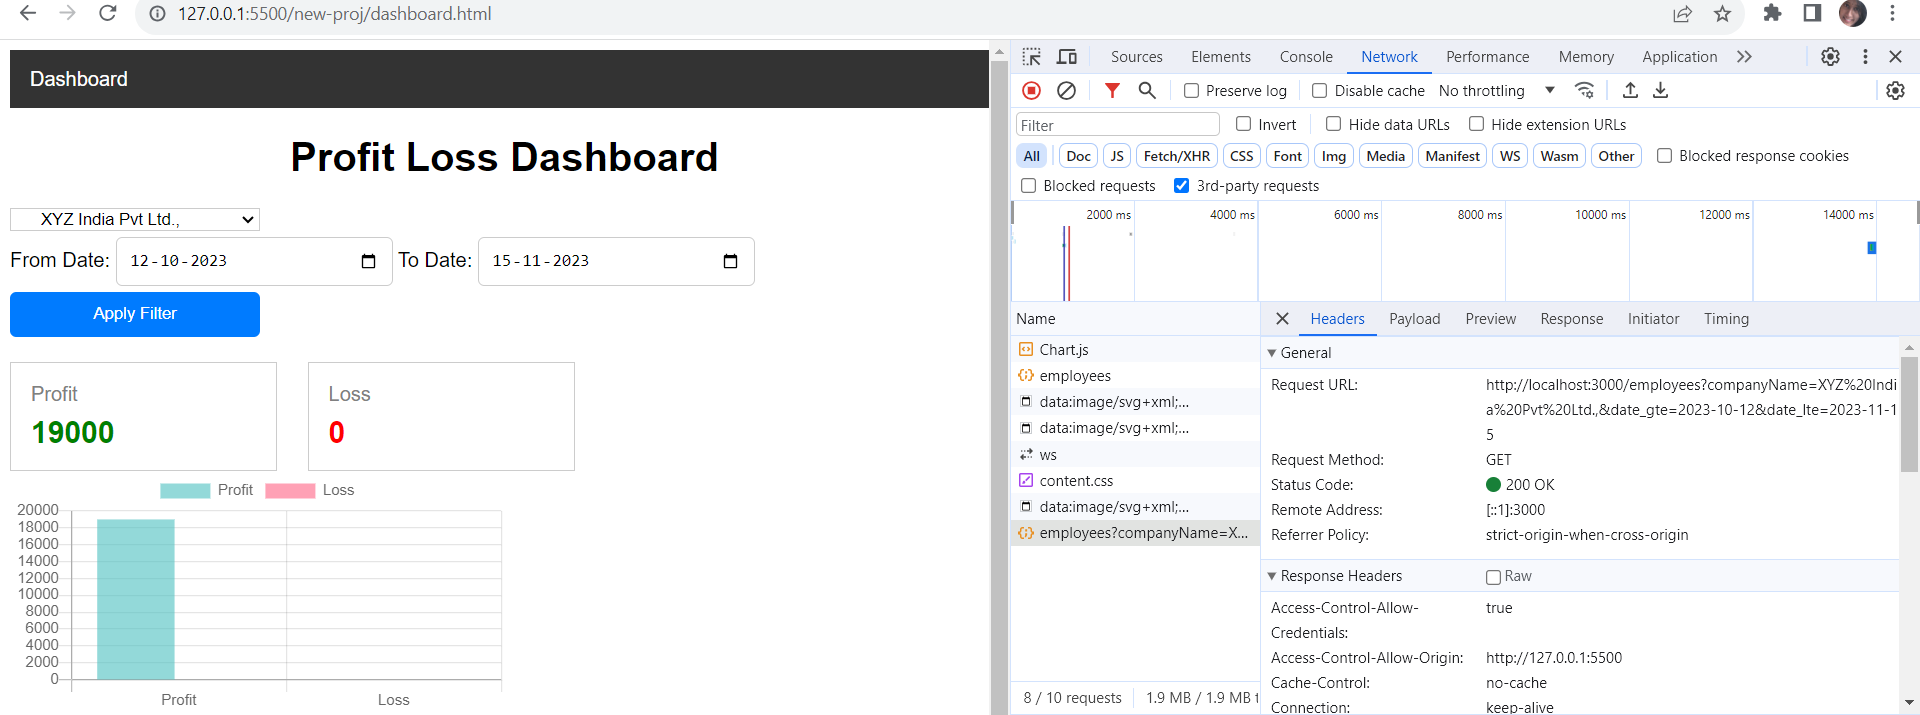 127.0.0.1:5500/new-proj/dashboard.html
Dashboard
Profit Loss Dashboard
XYZ India Pvt Ltd.,
From Date: 12-10-2023 To Date: 15-11-2023
Apply Filter
Profit
19000
Loss
0
Profit Loss
20000
18000
16000
14000
12000
10000
8000
6000
4000
2000
0
Profit Loss
Sources Elements Console Network Performance Memory Application
Preserve log Disable cache No throttling
Filter Invert Hide data URLs Hide extension URLs
All Doc JS Fetch/XHR CSS Font Img Media Manifest WS Wasm Other Blocked response cookies
Blocked requests 3rd-party requests
2000 ms 4000 ms 6000 ms 8000 ms 10000 ms 12000 ms 14000 ms
Name
Chart.js
employees
data:image/svg+xml;...
data:image/svg+xml;...
ws
content.css
data:image/svg+xml;...
employees?companyName=X...
8 / 10 requests 1.9 MB / 1.9 MB t
Headers Payload Preview Response Initiator Timing
General
Request URL: http://localhost:3000/employees?companyName=XYZ%20Indi
a%20Pvt%20Ltd.,&date_gte=2023-10-12&date_lte=2023-11-1
5
Request Method: GET
Status Code: 200 OK
Remote Address: [::1]:3000
Referrer Policy: strict-origin-when-cross-origin
Response Headers Raw
Access-Control-Allow- true
Credentials:
Access-Control-Allow-Origin: http://127.0.0.1:5500
Cache-Control: no-cache
Connection: keep-alive